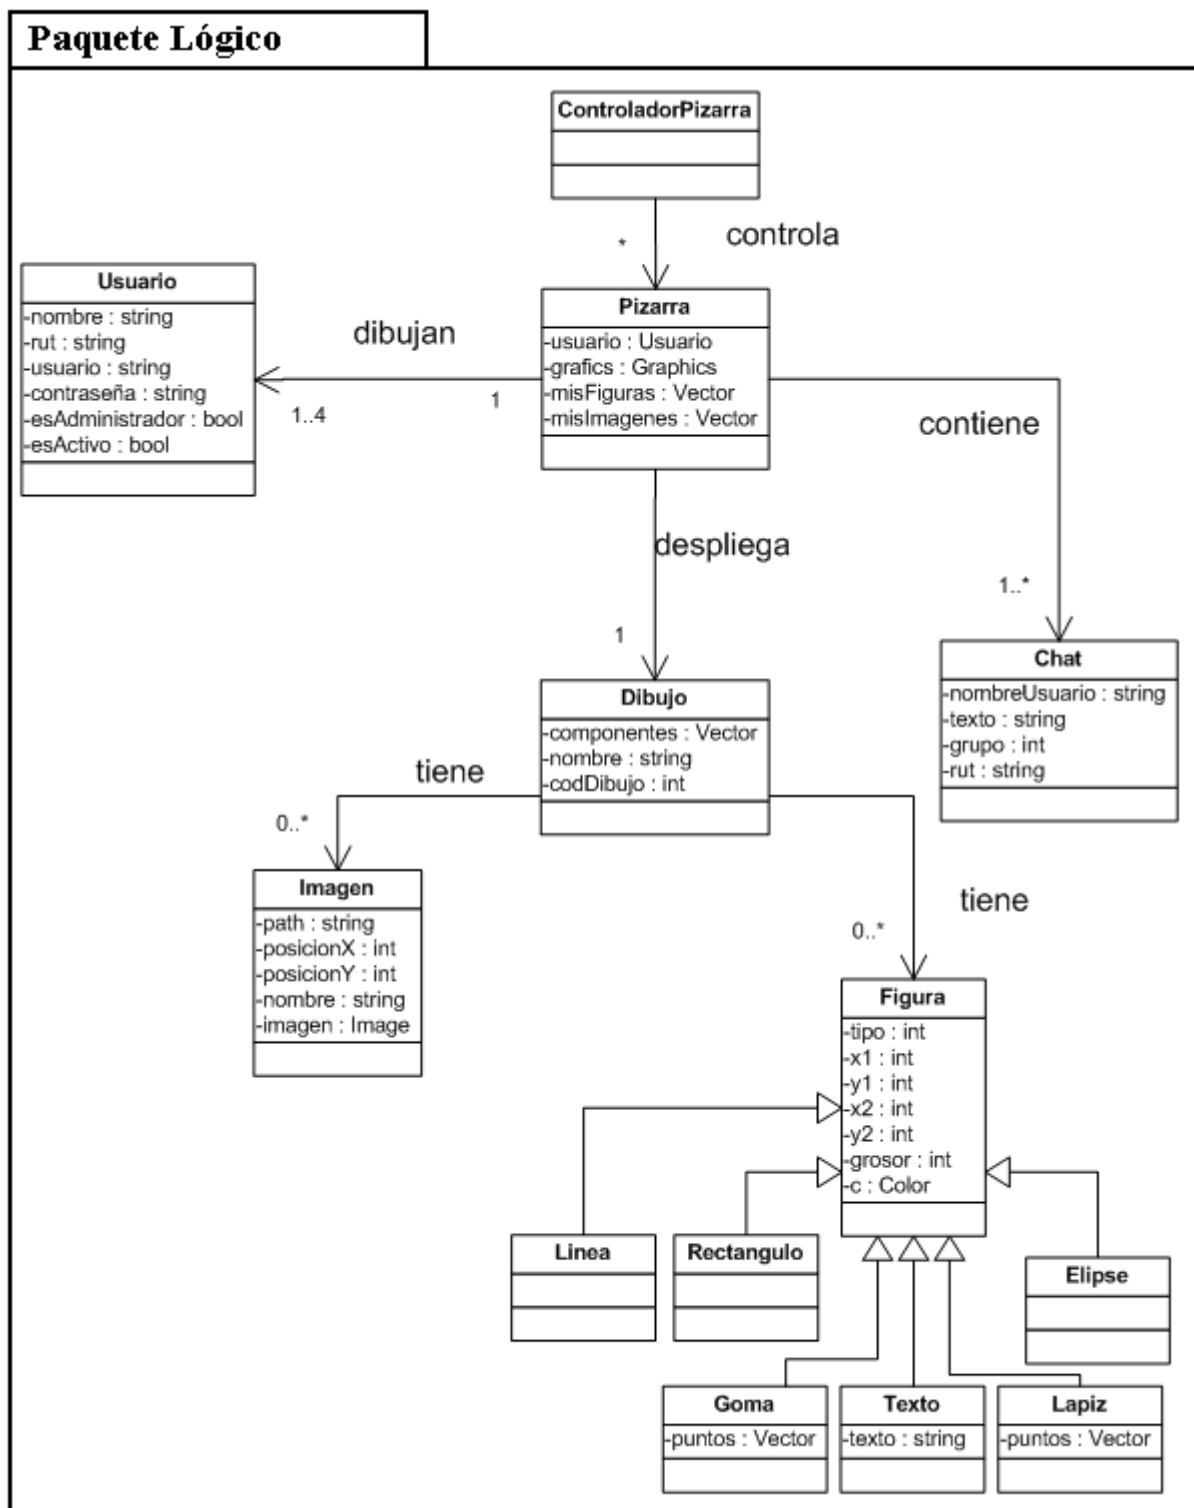 Paquete Lógico
ControladorPizarra
*
controla
Usuario
-nombre : string
-rut : string
-usuario : string
-contraseña : string
-esAdministrador : bool
-esActivo : bool
dibujan
1..4
1
Pizarra
-usuario : Usuario
-grafics : Graphics
-misFiguras : Vector
-misImagenes : Vector
contiene
1..*
despliega
1
Chat
-nombreUsuario : string
-texto : string
-grupo : int
-rut : string
Dibujo
-componentes : Vector
-nombre : string
-codDibujo : int
tiene
0..*
Imagen
-path : string
-posicionX : int
-posicionY : int
-nombre : string
-imagen : Image
tiene
0..*
Figura
-tipo : int
-x1 : int
-y1 : int
-x2 : int
-y2 : int
-grosor : int
-c : Color
Linea
Rectangulo
Elipse
Goma
-puntos : Vector
Texto
-texto : string
Lapiz
-puntos : Vector